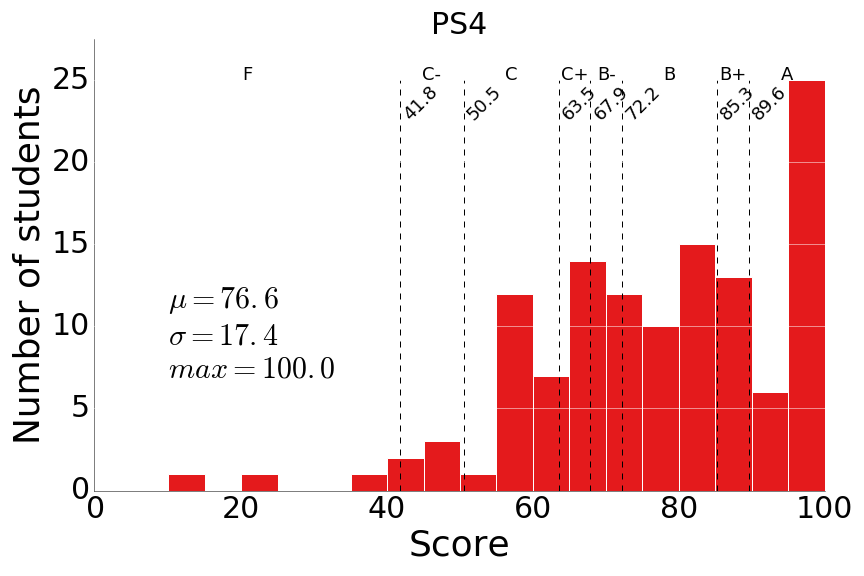 PS4
F C- C C+ B- B B+ A
41.8 50.5 63.5 67.9 72.2 85.3 89.6
25
20
15
10
5
0
Number of students
μ = 76.6
σ = 17.4
max = 100.0
0 20 40 60 80 100
Score